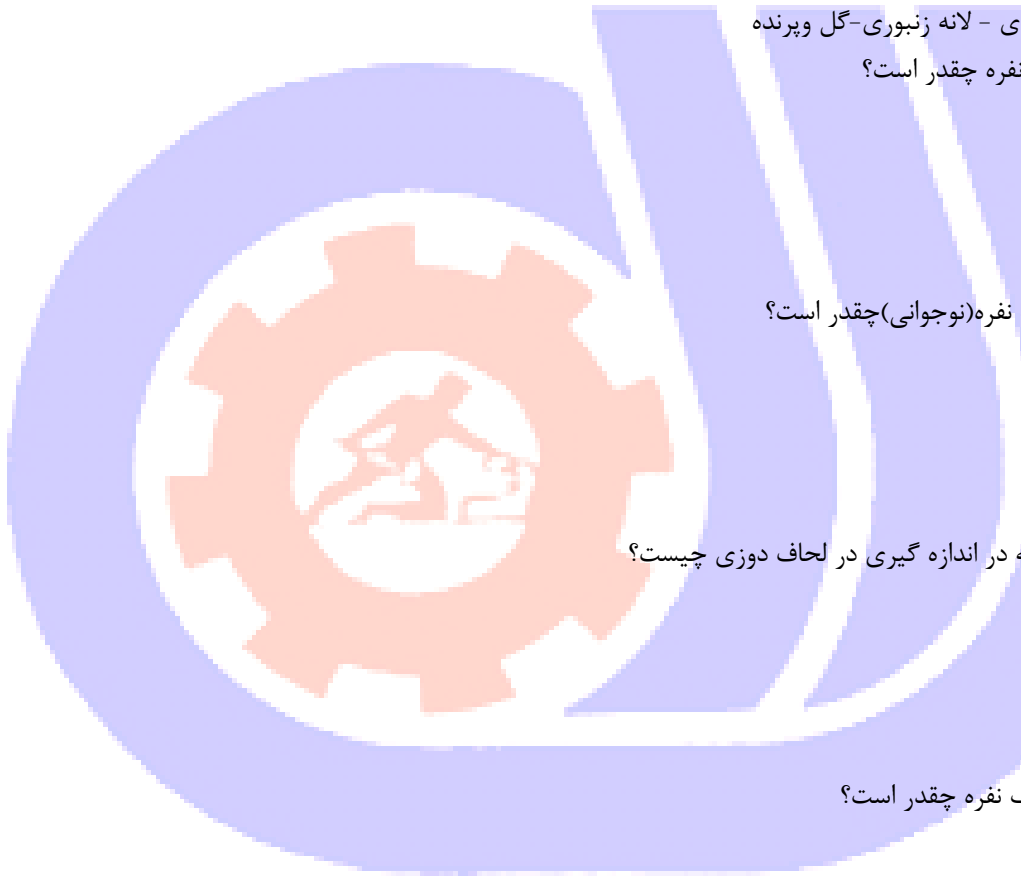 ی - لانه زنبوری-گل وپرنده
نفره چقدر است؟
نفره(نوجوانی)چقدر است؟
در اندازه گیری در لحاف دوزی چیست؟
نفره چقدر است؟